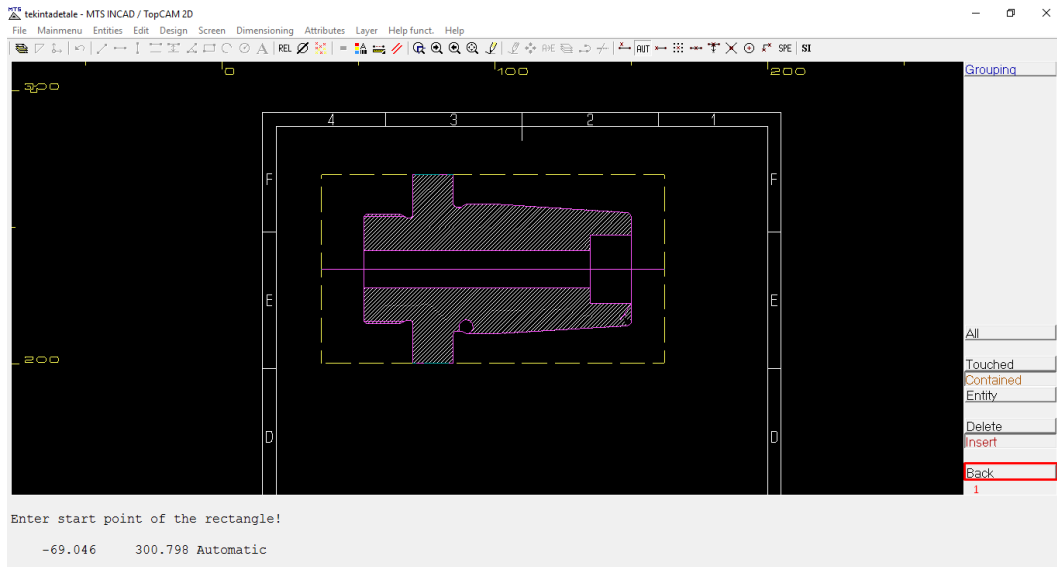 MTS tekintadetale - MTS INCAD / TopCAM 2D
File Mainmenu Entities Edit Design Screen Dimensioning Attributes Layer Help funct. Help
A REL AUT SPE SI
0 100 200
Grouping
4 3 2 1
F F
E E
200
All
Touched
Contained
Entity
D D
Delete
Insert
Back
1
Enter start point of the rectangle!
-69.046 300.798 Automatic